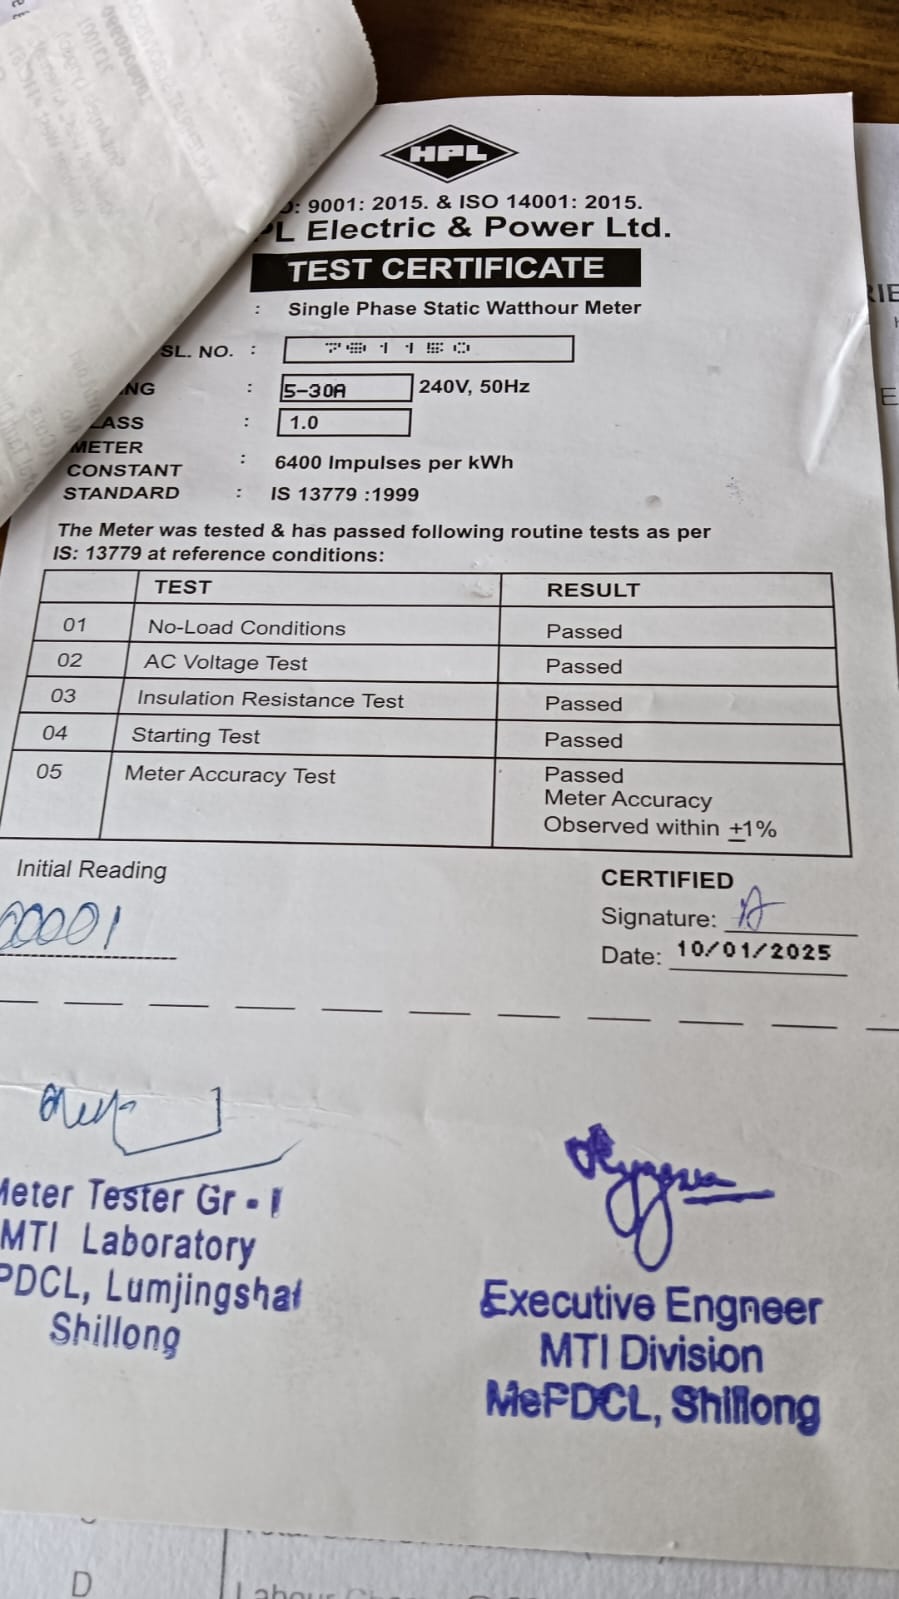 HPL
: 9001: 2015. & ISO 14001: 2015.
PL Electric & Power Ltd.
TEST CERTIFICATE
: Single Phase Static Watthour Meter
SL. NO. :
NG : 5-30A 240V, 50Hz
LASS : 1.0
METER
CONSTANT : 6400 Impulses per kWh
STANDARD : IS 13779 :1999
The Meter was tested & has passed following routine tests as per
IS: 13779 at reference conditions:
TEST RESULT
01 No-Load Conditions Passed
02 AC Voltage Test Passed
03 Insulation Resistance Test Passed
04 Starting Test Passed
05 Meter Accuracy Test Passed
Meter Accuracy
Observed within ±1%
Initial Reading
00001
CERTIFIED
Signature:
Date: 10/01/2025
Meter Tester Gr - I
MTI Laboratory
PDCL, Lumjingshai
Shillong
Executive Engneer
MTI Division
MePDCL, Shillong
D